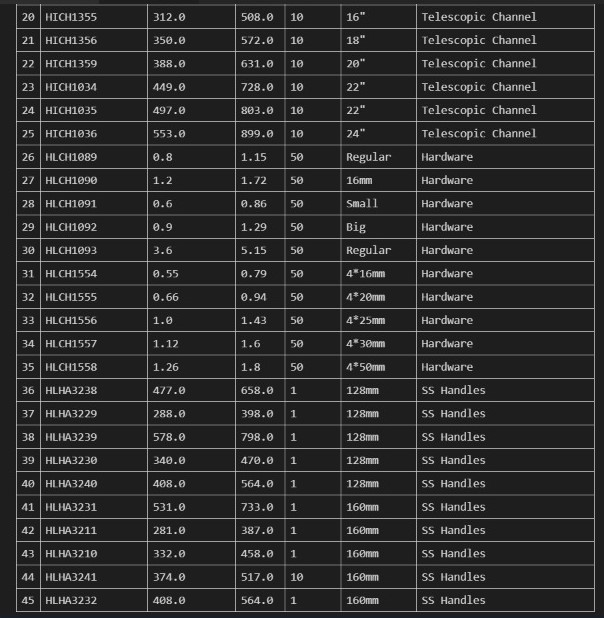 20 HICH1355 312.0 508.0 10 16" Telescopic Channel
21 HICH1356 350.0 572.0 10 18" Telescopic Channel
22 HICH1359 388.0 631.0 10 20" Telescopic Channel
23 HICH1034 449.0 728.0 10 22" Telescopic Channel
24 HICH1035 497.0 803.0 10 22" Telescopic Channel
25 HICH1036 553.0 899.0 10 24" Telescopic Channel
26 HLCH1089 0.8 1.15 50 Regular Hardware
27 HLCH1090 1.2 1.72 50 16mm Hardware
28 HLCH1091 0.6 0.86 50 Small Hardware
29 HLCH1092 0.9 1.29 50 Big Hardware
30 HLCH1093 3.6 5.15 50 Regular Hardware
31 HLCH1554 0.55 0.79 50 4*16mm Hardware
32 HLCH1555 0.66 0.94 50 4*20mm Hardware
33 HLCH1556 1.0 1.43 50 4*25mm Hardware
34 HLCH1557 1.12 1.6 50 4*30mm Hardware
35 HLCH1558 1.26 1.8 50 4*50mm Hardware
36 HLHA3238 477.0 658.0 1 128mm SS Handles
37 HLHA3229 288.0 398.0 1 128mm SS Handles
38 HLHA3239 578.0 798.0 1 128mm SS Handles
39 HLHA3230 340.0 470.0 1 128mm SS Handles
40 HLHA3240 408.0 564.0 1 128mm SS Handles
41 HLHA3231 531.0 733.0 1 160mm SS Handles
42 HLHA3211 281.0 387.0 1 160mm SS Handles
43 HLHA3210 332.0 458.0 1 160mm SS Handles
44 HLHA3241 374.0 517.0 10 160mm SS Handles
45 HLHA3232 408.0 564.0 1 160mm SS Handles